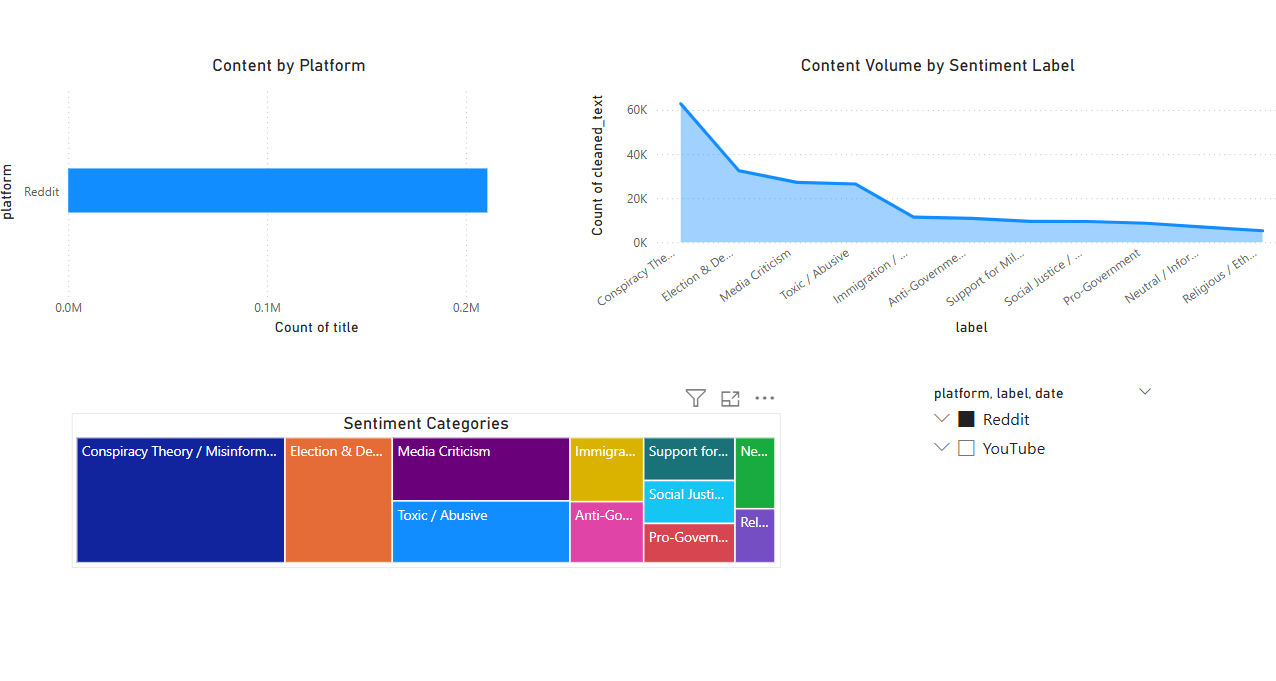 Content by Platform
platform
Reddit
0.0M
0.1M
0.2M
Count of title
Content Volume by Sentiment Label
Count of cleaned_text
60K
40K
20K
0K
Conspiracy The...
Election & De...
Media Criticism
Toxic / Abusive
Immigration / ...
Anti-Governme...
Support for Mil...
Social Justice / ...
Pro-Government
Neutral / Infor...
Religious / Eth...
label
Sentiment Categories
Conspiracy Theory / Misinform...
Election & De...
Media Criticism
Toxic / Abusive
Immigra...
Anti-Go...
Support for...
Social Justi...
Pro-Govern...
Ne...
Rel...
platform, label, date
Reddit
YouTube